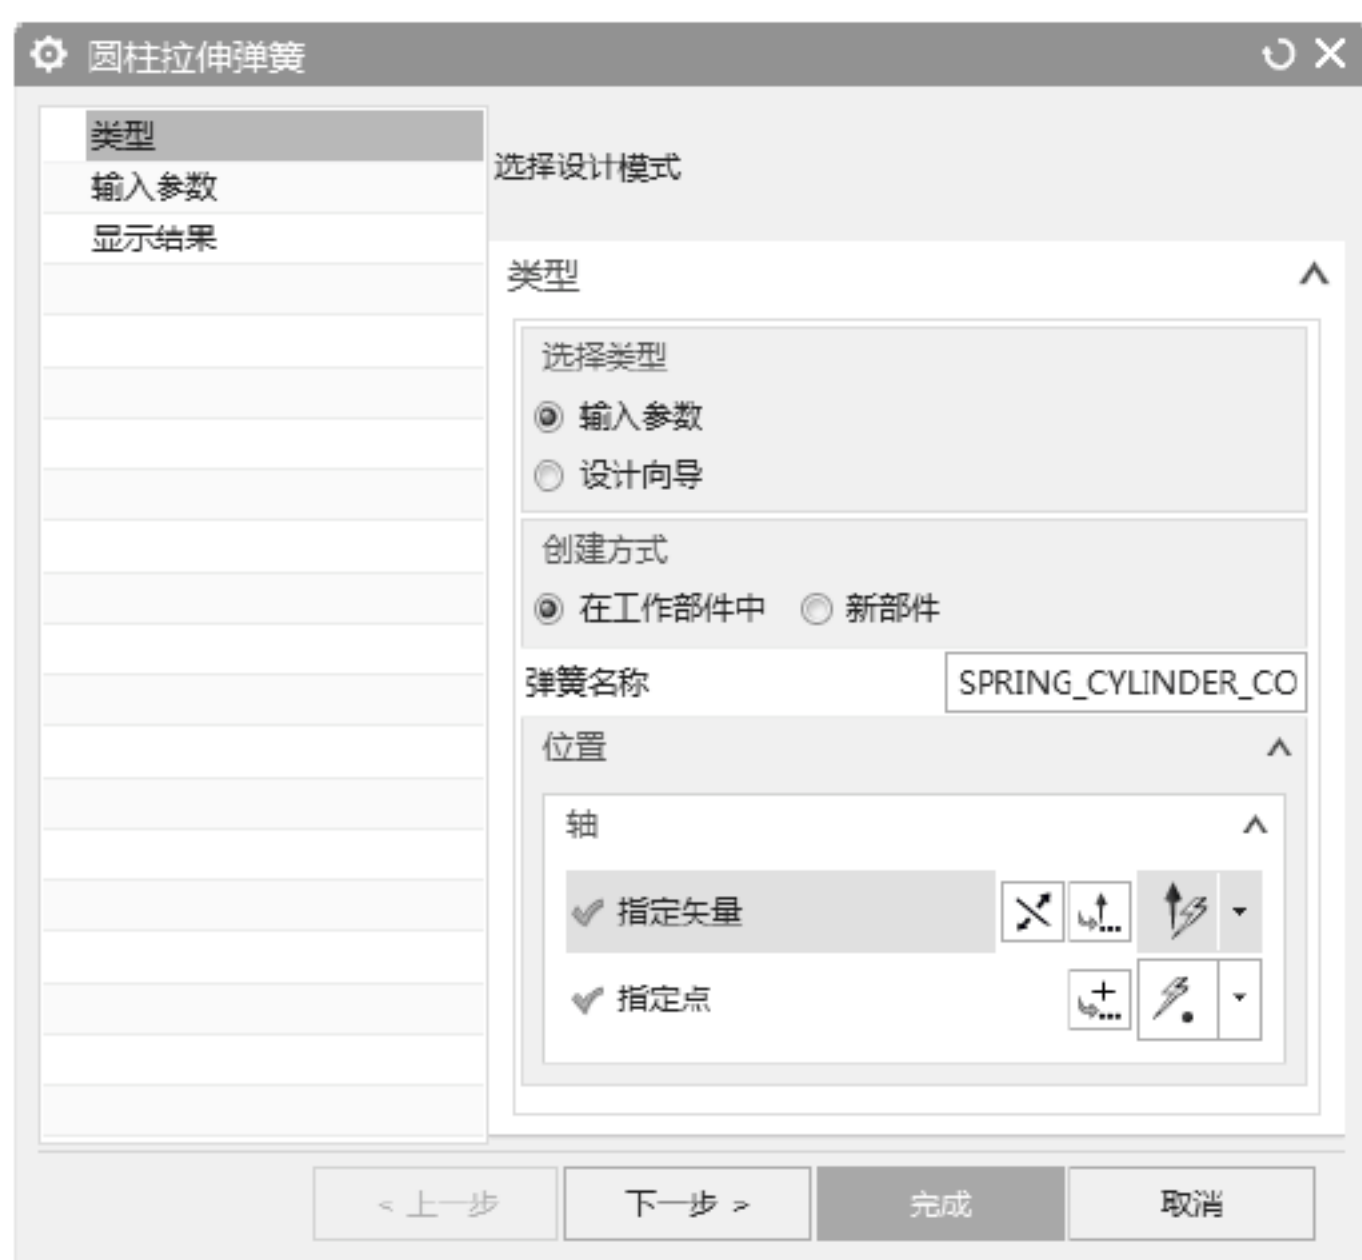 圆柱拉伸弹簧
类型
输入参数
显示结果
选择设计模式
类型
选择类型
输入参数
设计向导
创建方式
在工作部件中 新部件
弹簧名称 SPRING_CYLINDER_CO
位置
轴
指定矢量
指定点
< 上一步 下一步 > 完成 取消